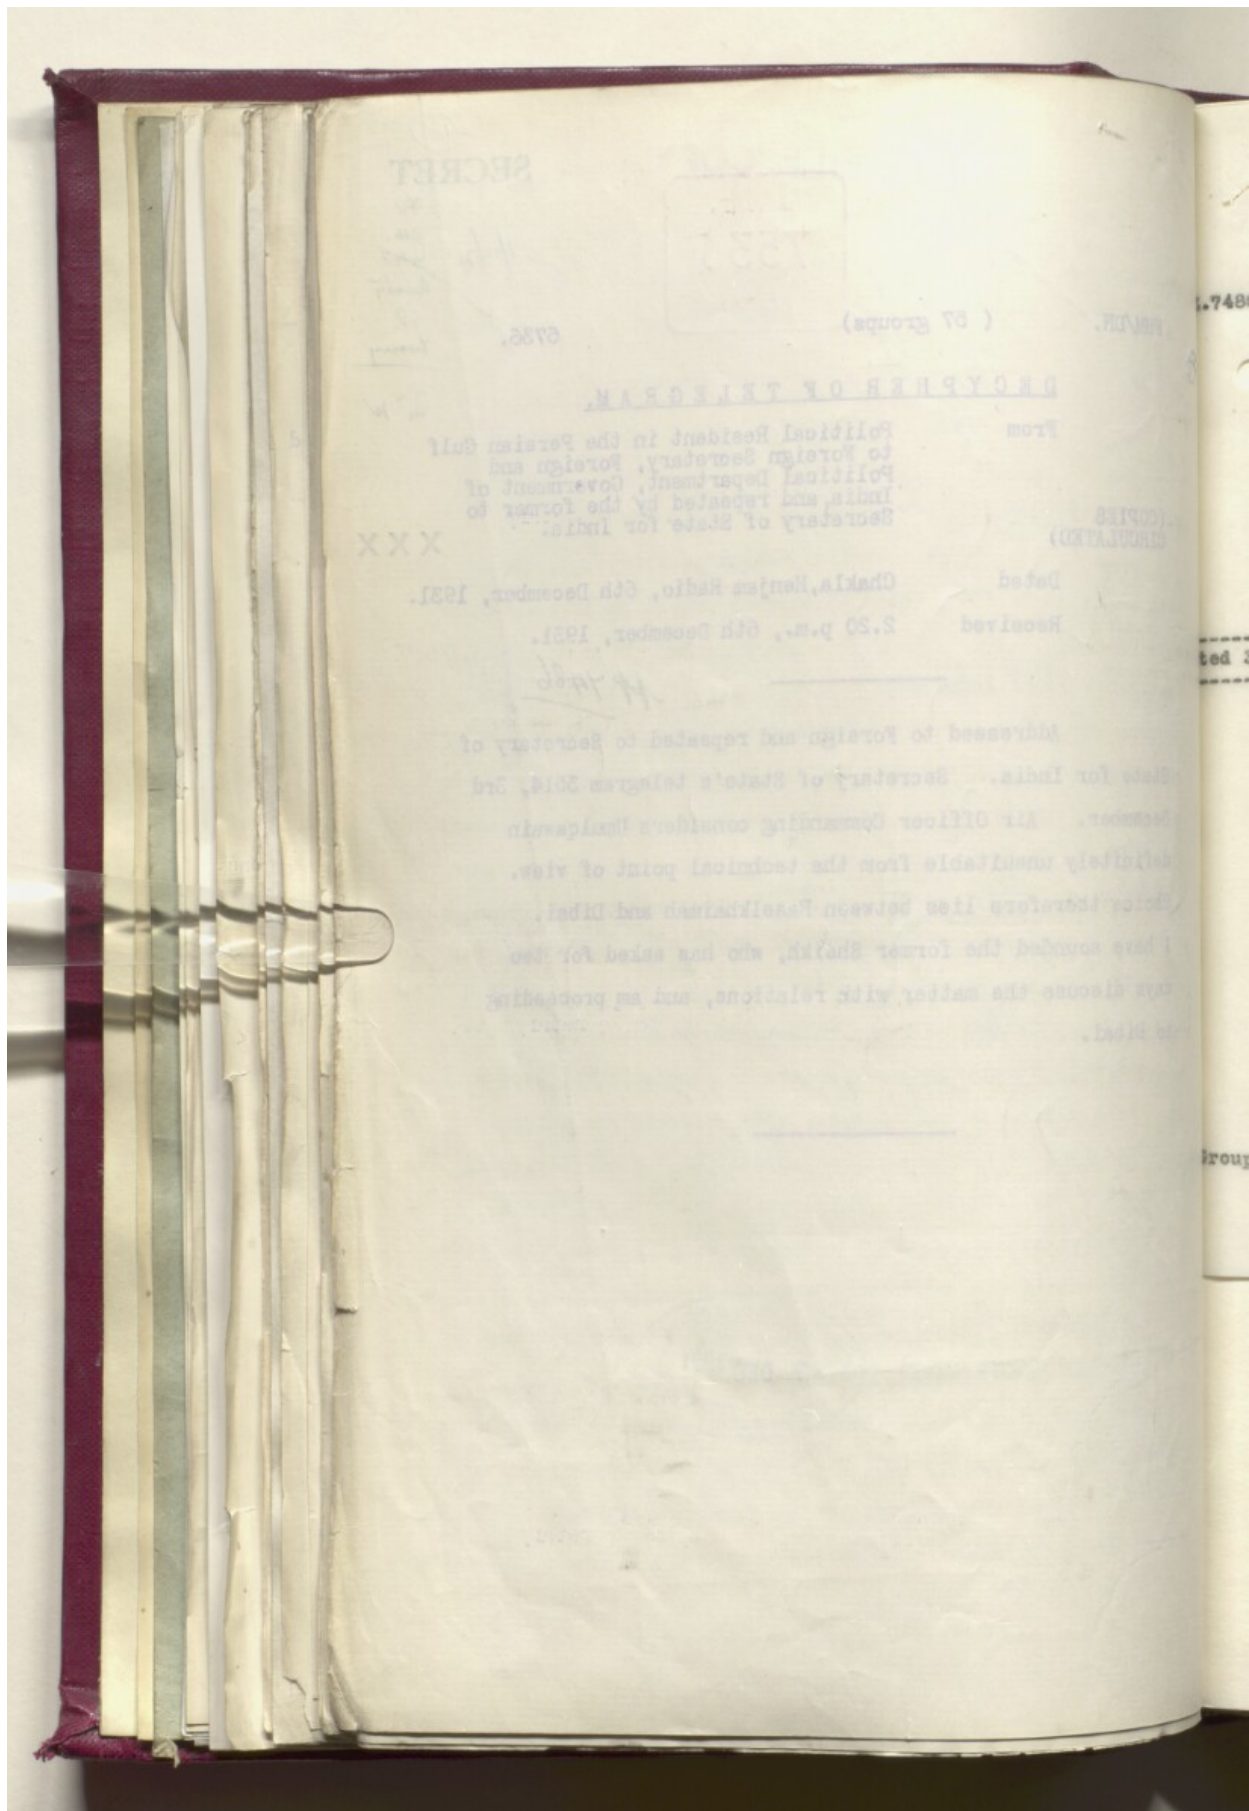 SECRET
7535
( 57 groups)
6736.
DECYPHER OF TELEGRAM.
From Political Resident in the Persian Gulf
to Foreign Secretary, Foreign and
Political Department, Government of
India, and repeated by the former to
Secretary of State for India.
(COPIES
CIRCULATED)
X X X
Dated Chakla, Henjam Radio, 6th December, 1931.
Received 2.20 p.m., 6th December, 1931.
Addressed to Foreign and repeated to Secretary of
State for India. Secretary of State's telegram 3614, 3rd
December. Air Officer Commanding considers Umulqawain
definitely unsuitable from the technical point of view.
Choice therefore lies between Raselkhaimah and Dibai.
I have sounded the former Shaikh, who has asked for two
days discuss the matter with relations, and am proceeding
to Dibai.
.748
ted
Group